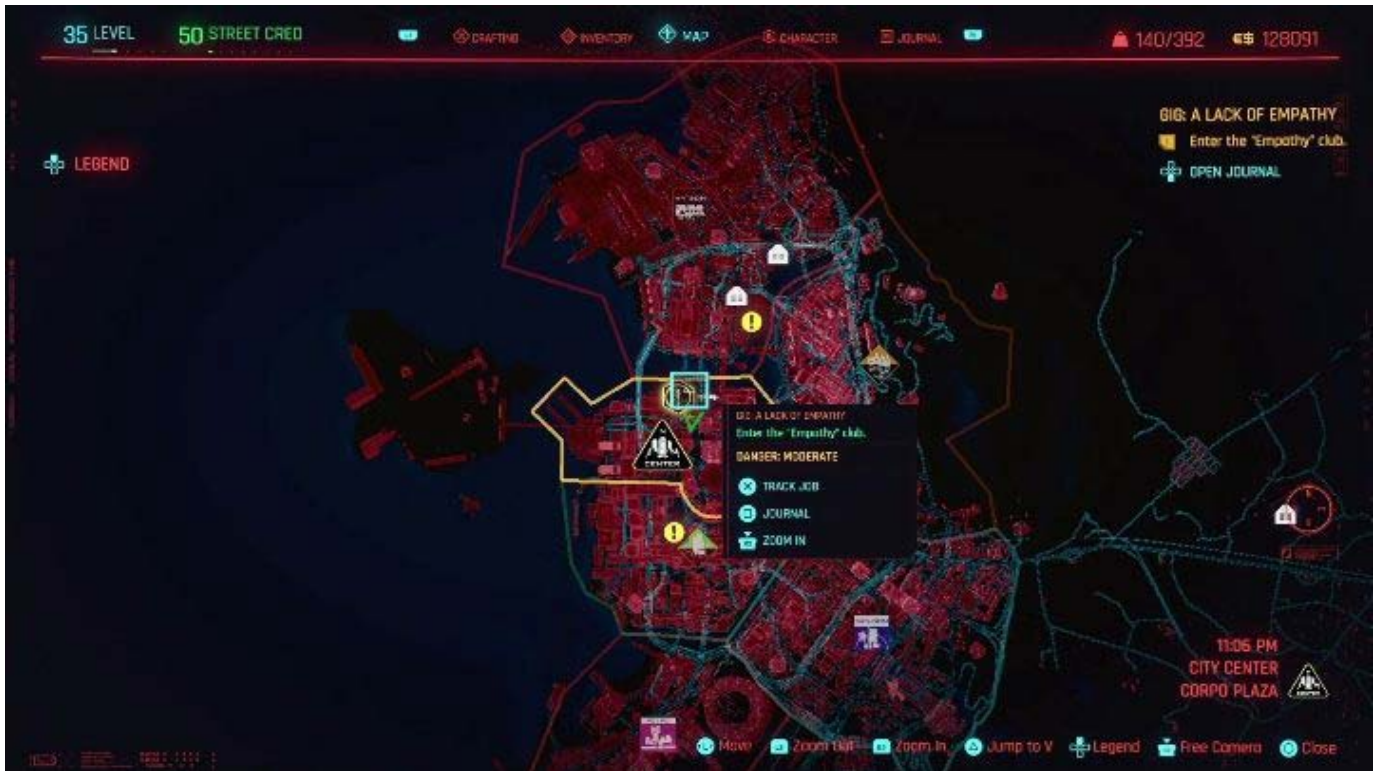 35 LEVEL
50 STREET CRED
CRAFTING
INVENTORY
MAP
CHARACTER
JOURNAL
140/392
€$ 128091
GIG: A LACK OF EMPATHY
Enter the "Empathy" club.
OPEN JOURNAL
LEGEND
GIG: A LACK OF EMPATHY
Enter the "Empathy" club.
DANGER: MODERATE
TRACK JOB
JOURNAL
ZOOM IN
CENTER
11:06 PM
CITY CENTER
CORPO PLAZA
Move
Zoom Out
Zoom In
Jump to V
Legend
Free Camera
Close